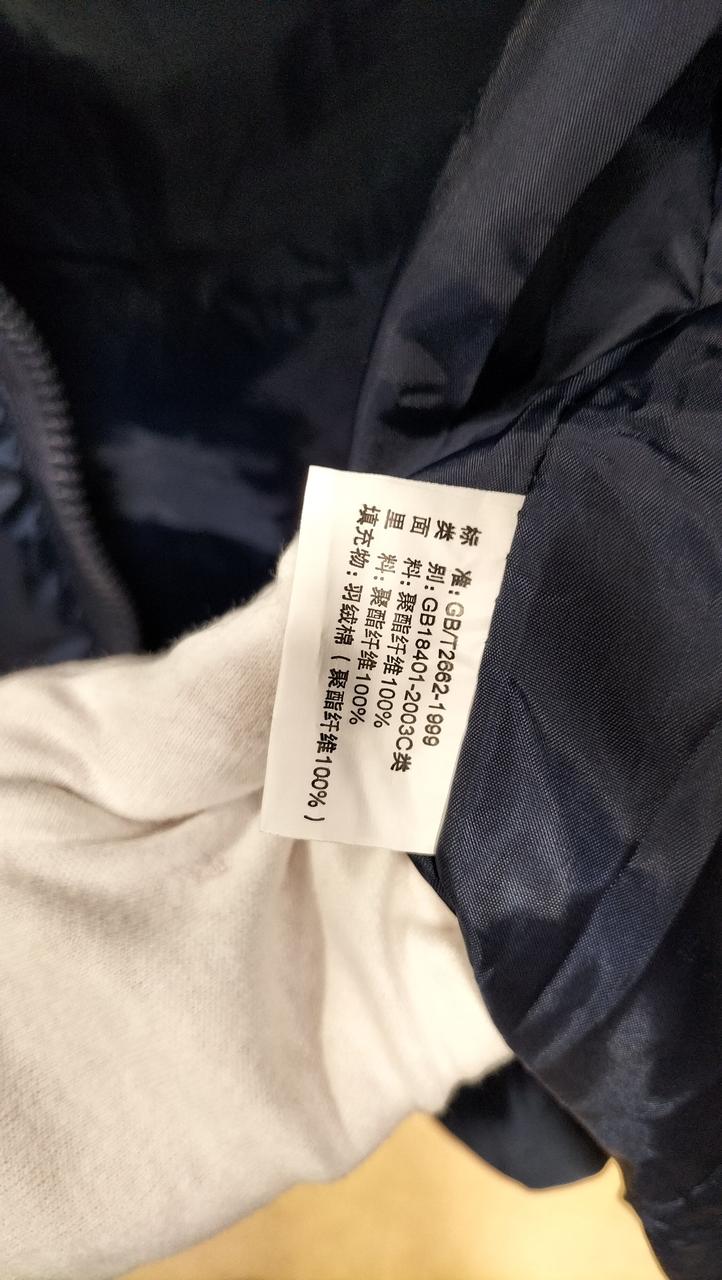 标 准: GB/T2662-1999
类 别: GB18401-2003C类
面 料: 聚酯纤维100%
里 料: 聚酯纤维100%
填充物: 羽绒棉 ( 聚酯纤维100% )